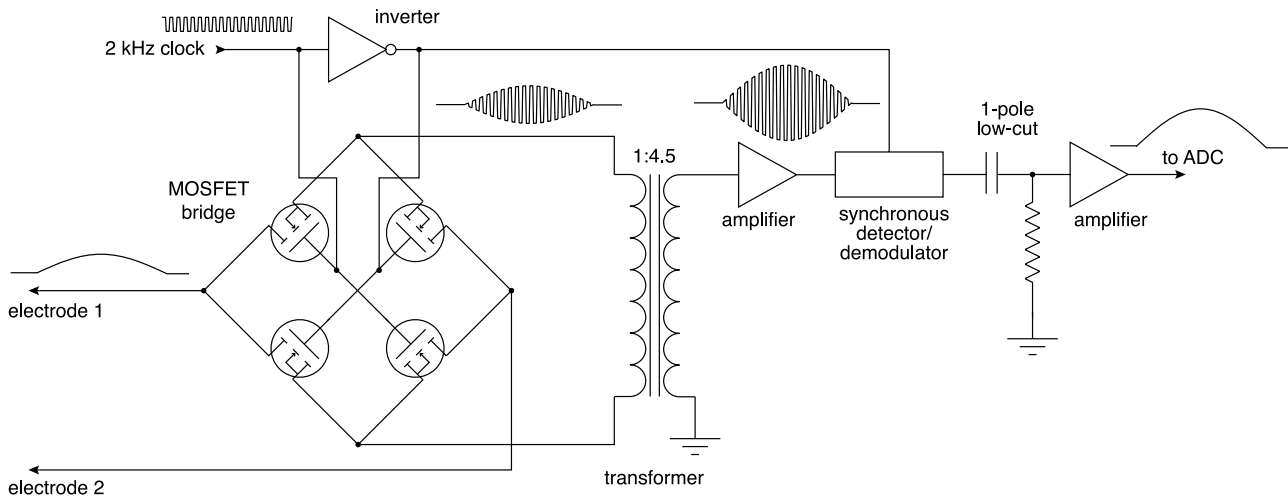 inverter
2 kHz clock
MOSFET
bridge
1:4.5
1-pole
low-cut
to ADC
amplifier
synchronous
detector/
demodulator
amplifier
electrode 1
transformer
electrode 2